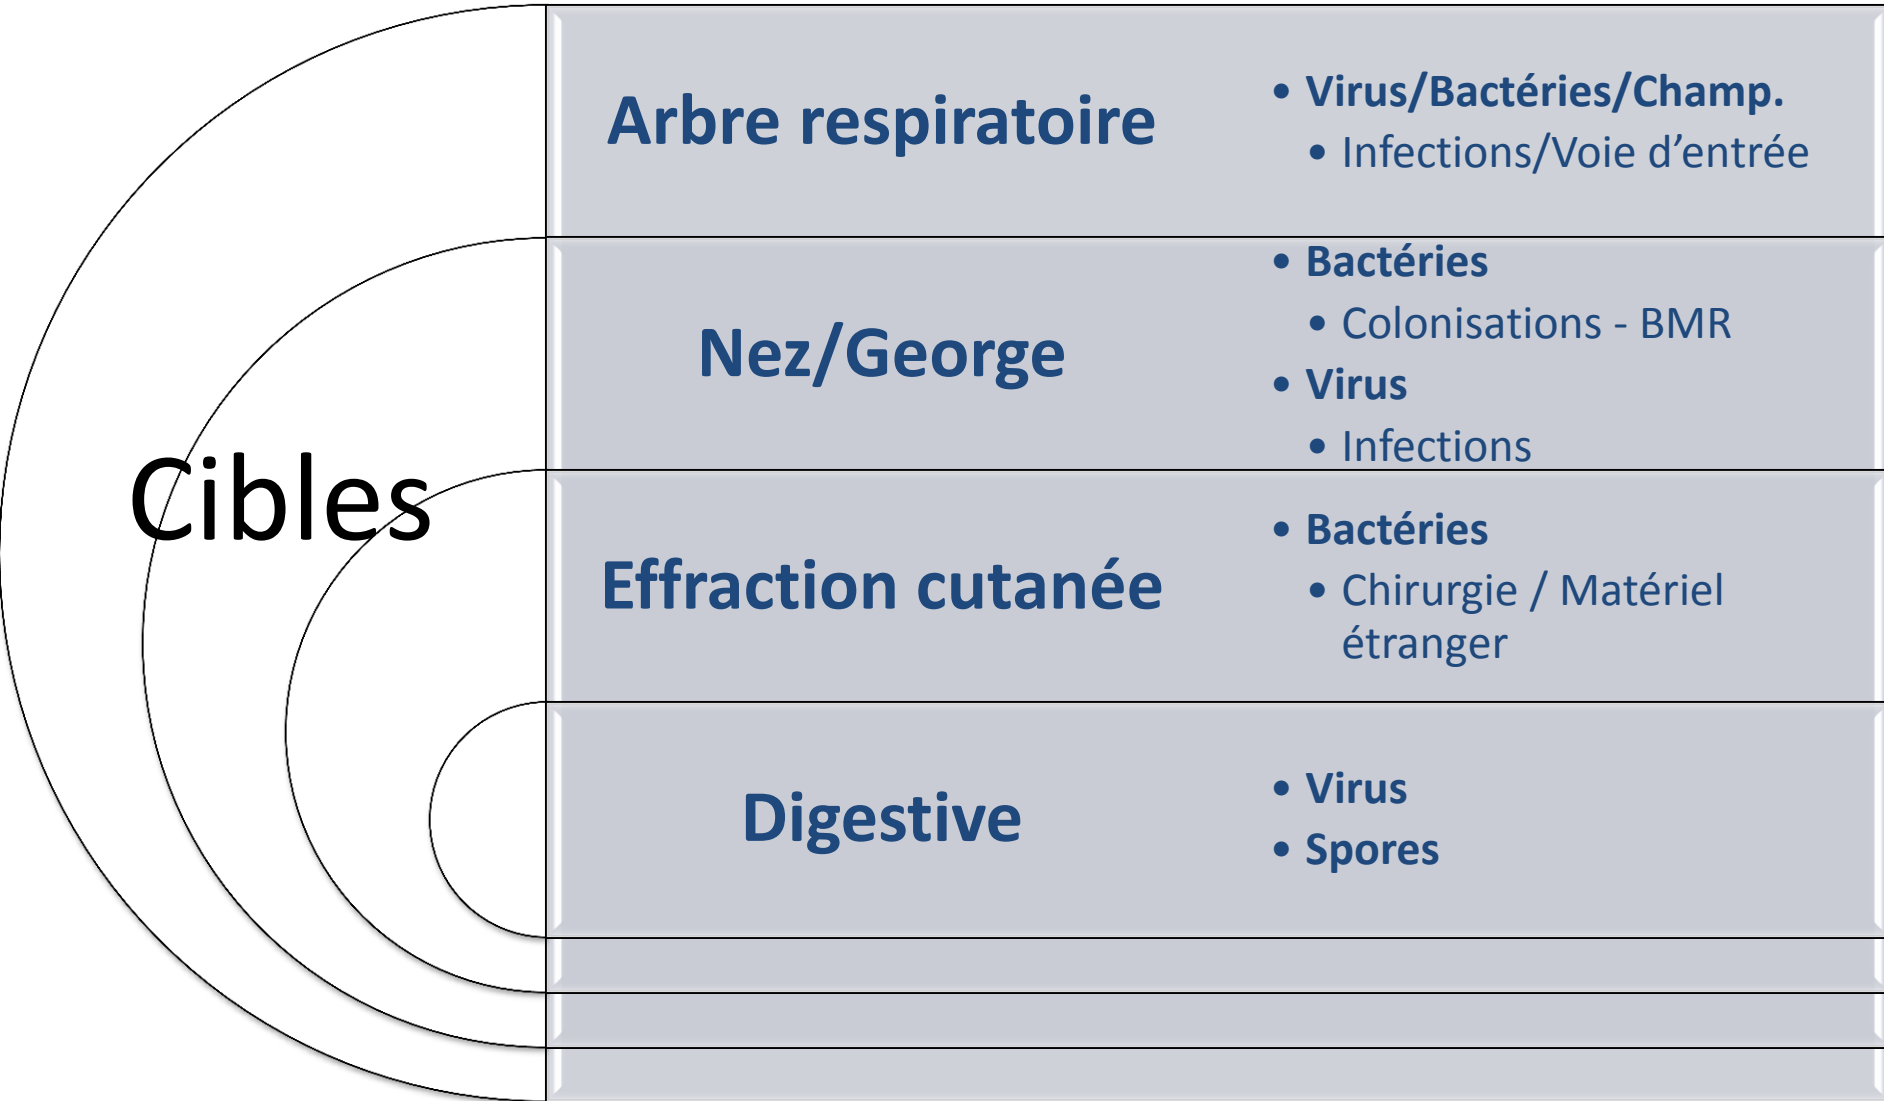 Cibles
Arbre respiratoire
• Virus/Bactéries/Champ.
• Infections/Voie d’entrée
Nez/George
• Bactéries
• Colonisations - BMR
• Virus
• Infections
Effraction cutanée
• Bactéries
• Chirurgie / Matériel
étranger
Digestive
• Virus
• Spores